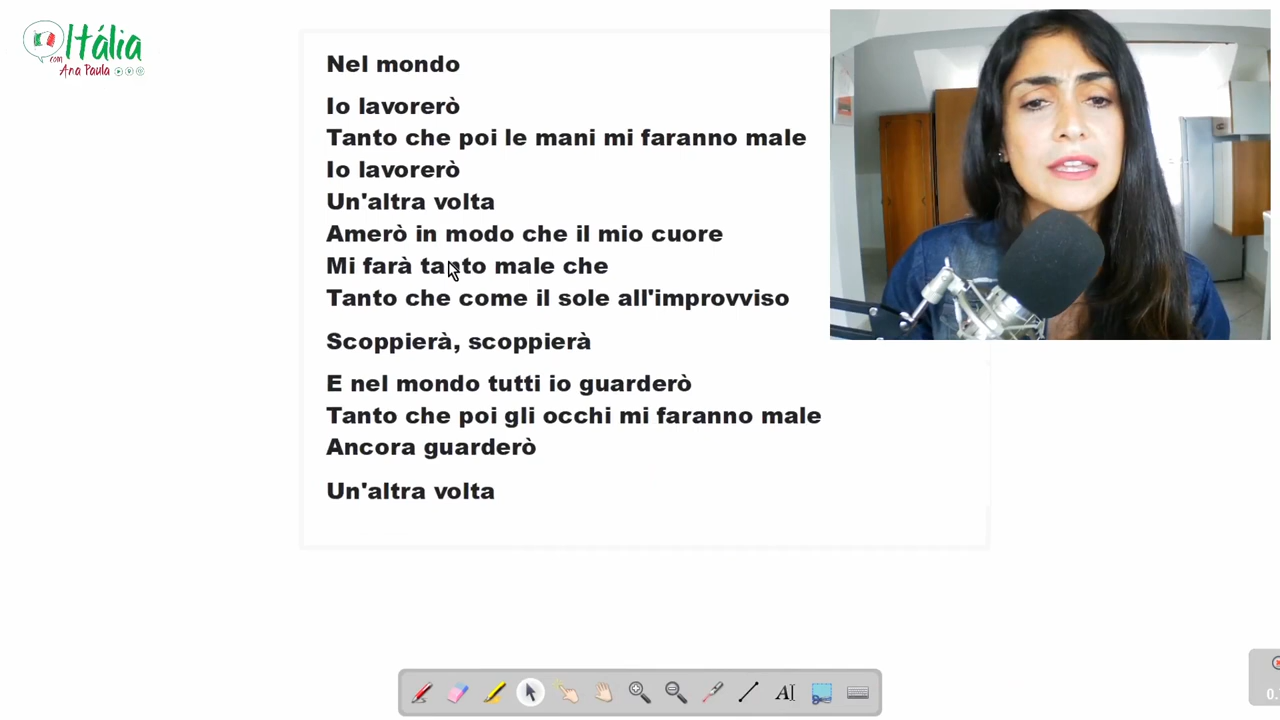 Itália
com
Ana Paula
Nel mondo
Io lavorerò
Tanto che poi le mani mi faranno male
Io lavorerò
Un'altra volta
Amerò in modo che il mio cuore
Mi farà tanto male che
Tanto che come il sole all'improvviso
Scoppierà, scoppierà
E nel mondo tutti io guarderò
Tanto che poi gli occhi mi faranno male
Ancora guarderò
Un'altra volta
AI